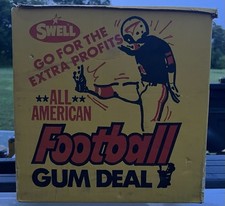 SWELL
GO FOR THE
EXTRA PROFITS
ALL
AMERICAN
Football
GUM DEAL